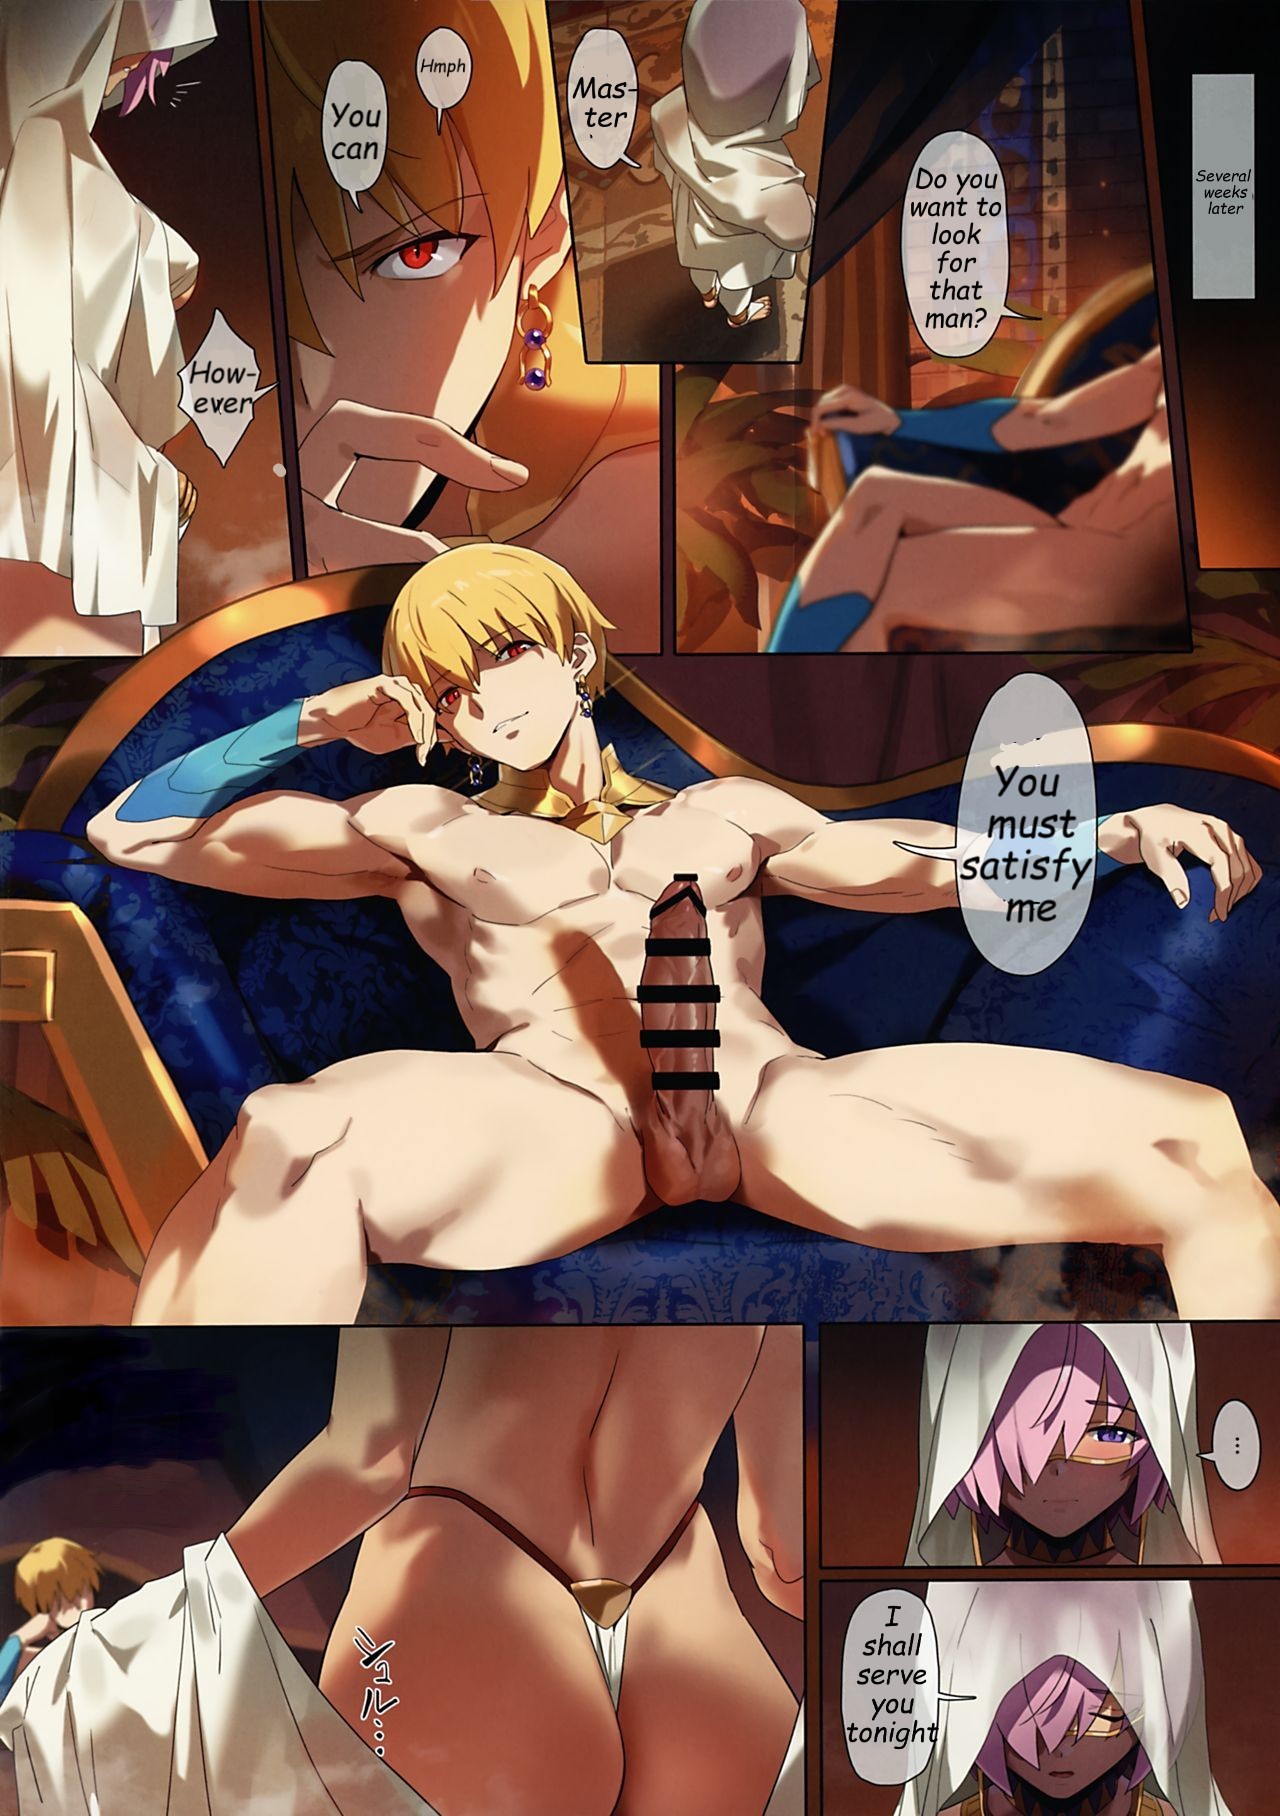 Several
weeks
later
Do you
want to
look
for
that
man?
Mas-
ter
Hmph
You
can
How-
ever
You
must
satisfy
me
...
I
shall
serve
you
tonight
シュル…